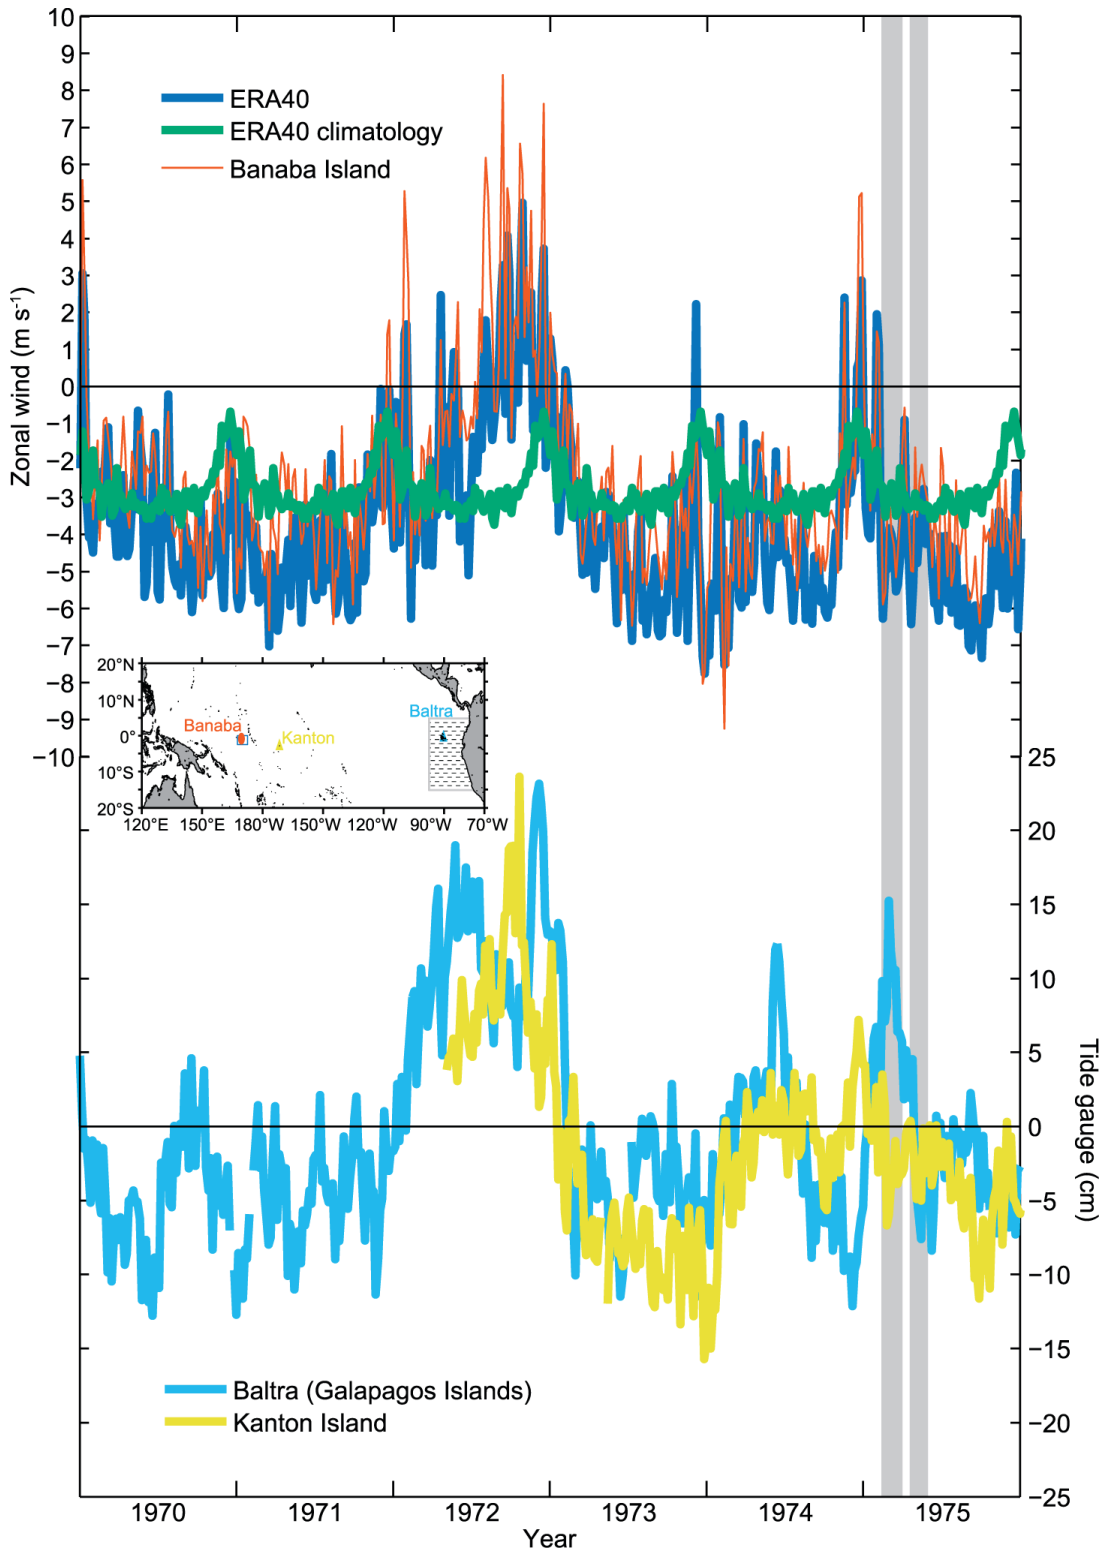 10
9
8
7
6
5
4
3
2
1
0
−1
−2
−3
−4
−5
−6
−7
−8
−9
−10
Zonal wind (m s-1)
ERA40
ERA40 climatology
Banaba Island
20°N
10°N
0°
10°S
20°S
120°E 150°E 180°W 150°W 120°W 90°W 70°W
Banaba
Kanton
Baltra
25
20
15
10
5
0
−5
−10
−15
−20
−25
Tide gauge (cm)
Baltra (Galapagos Islands)
Kanton Island
1970 1971 1972 1973 1974 1975
Year